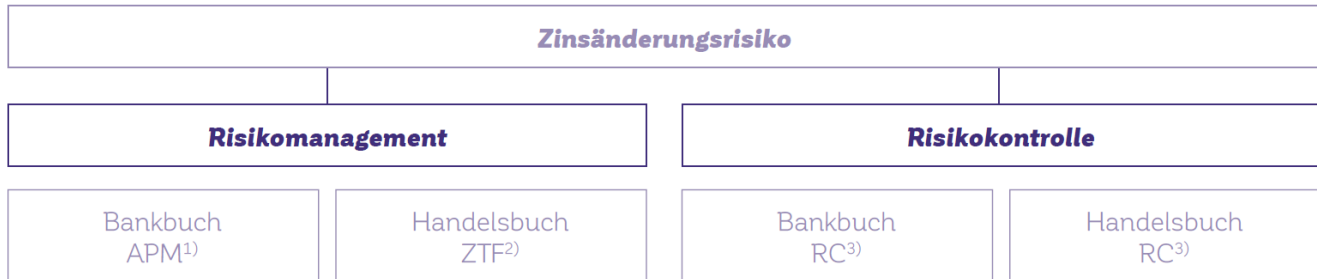 Zinsänderungsrisiko
Risikomanagement
Risikokontrolle
Bankbuch
APM¹⁾
Handelsbuch
ZTF²⁾
Bankbuch
RC³⁾
Handelsbuch
RC³⁾